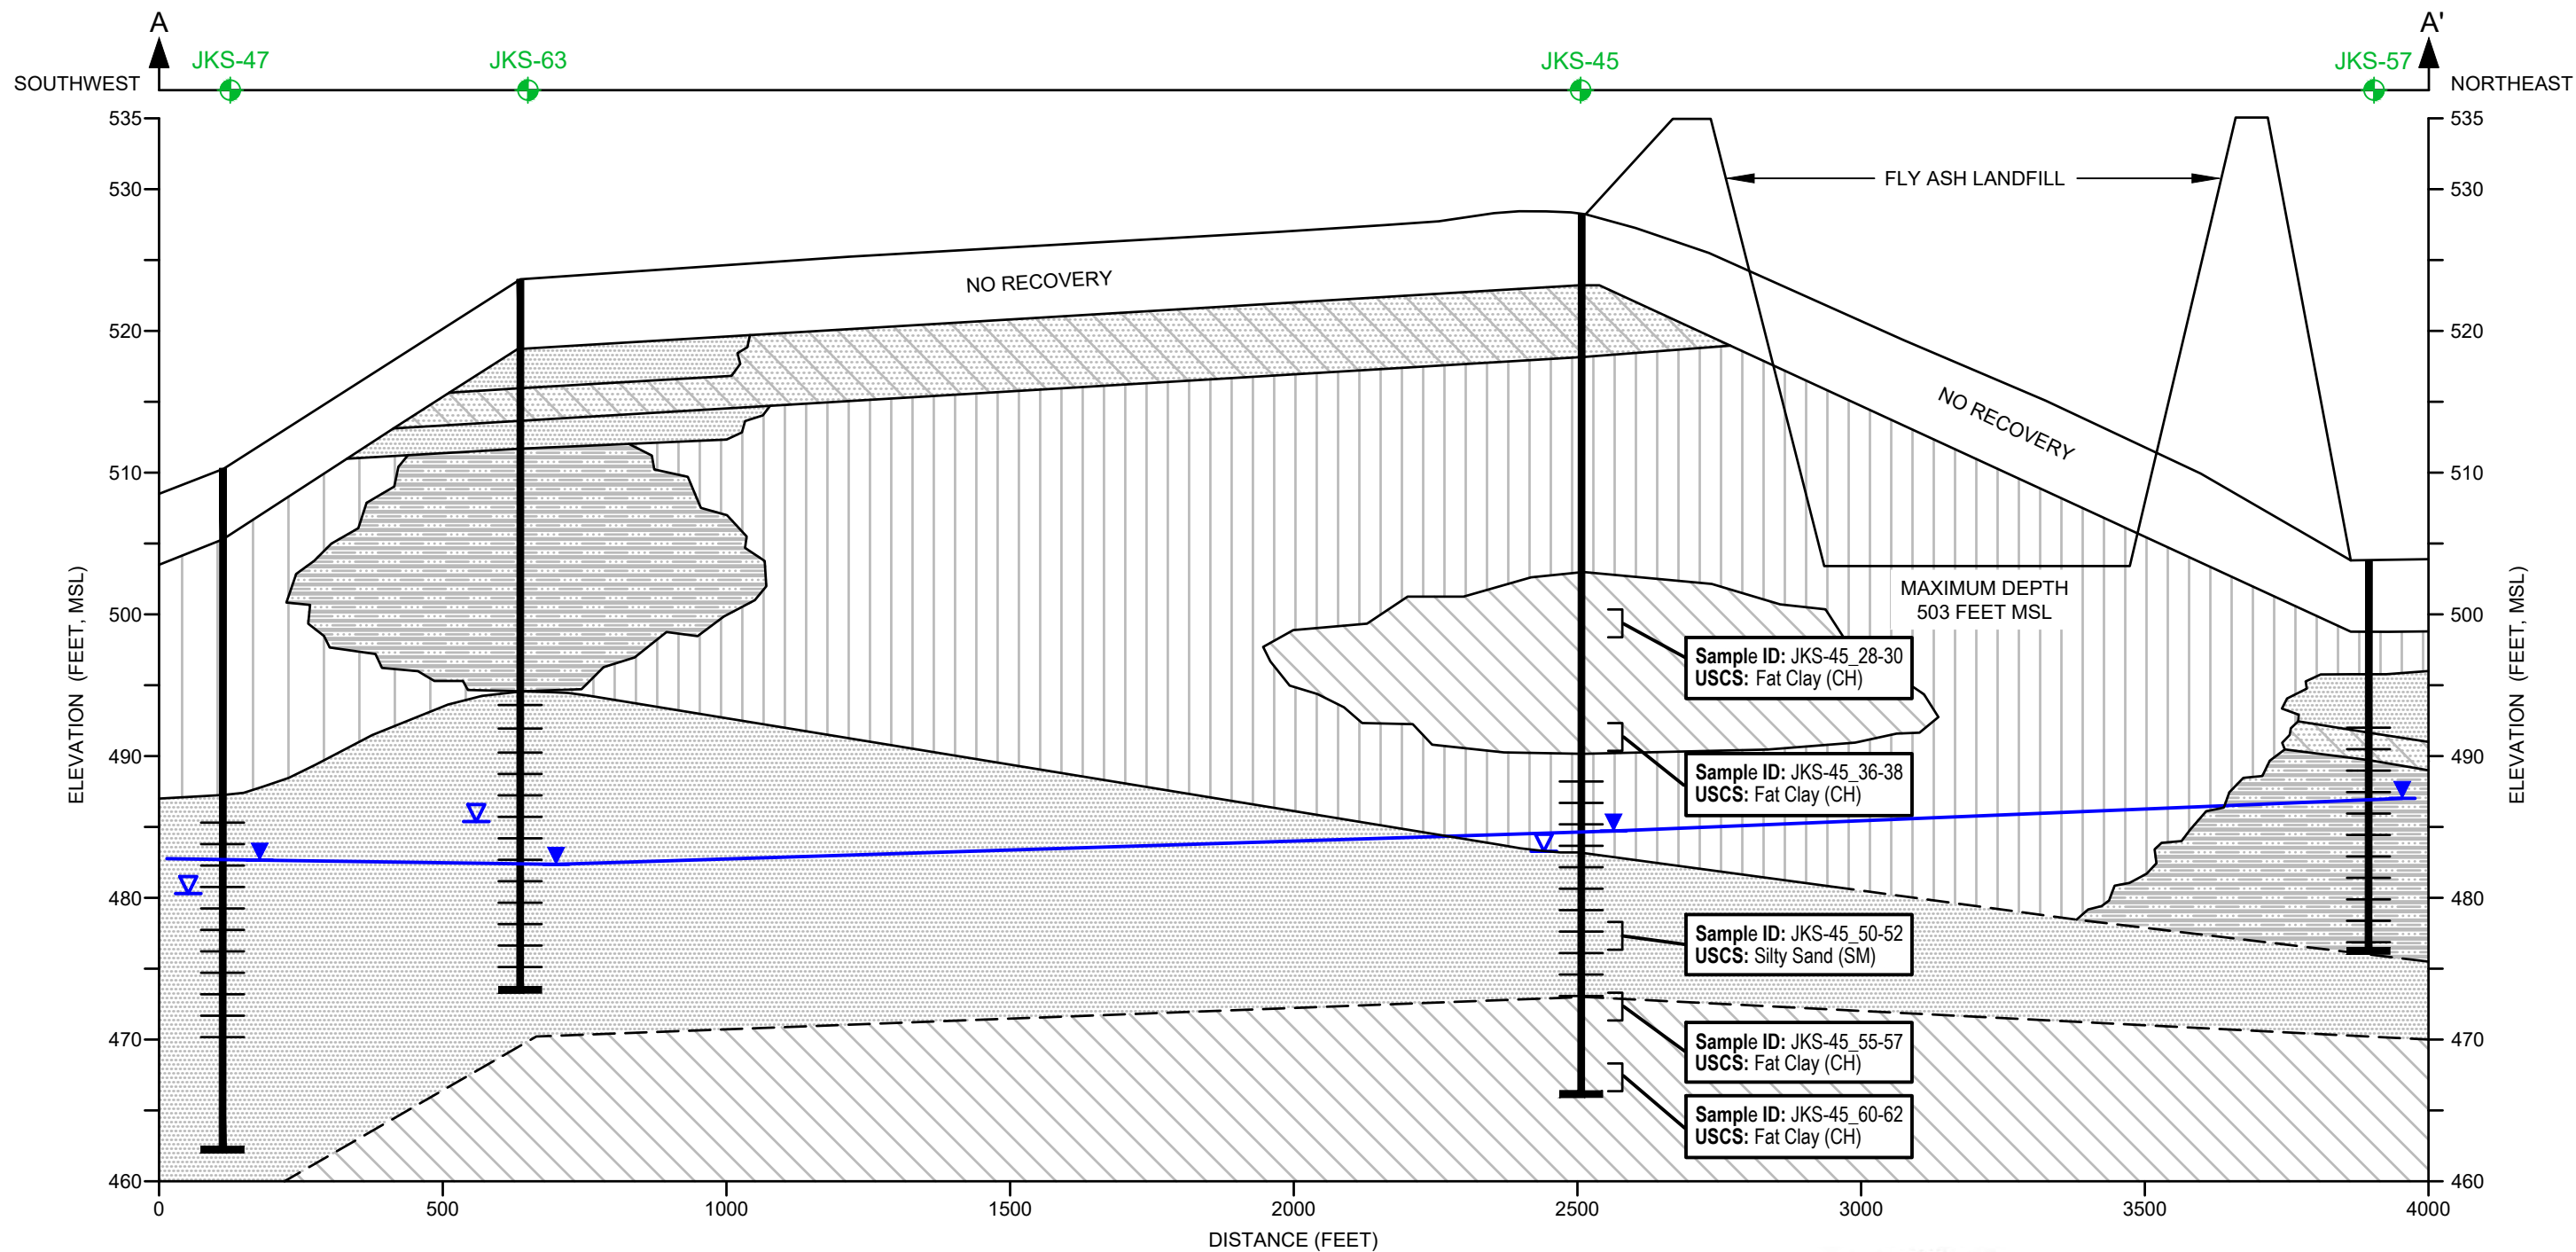 A
A'
JKS-47
JKS-63
JKS-45
JKS-57
SOUTHWEST
NORTHEAST
535
530
520
510
500
490
480
470
460
ELEVATION (FEET, MSL)
FLY ASH LANDFILL
NO RECOVERY
NO RECOVERY
MAXIMUM DEPTH
503 FEET MSL
Sample ID: JKS-45_28-30
USCS: Fat Clay (CH)
Sample ID: JKS-45_36-38
USCS: Fat Clay (CH)
Sample ID: JKS-45_50-52
USCS: Silty Sand (SM)
Sample ID: JKS-45_55-57
USCS: Fat Clay (CH)
Sample ID: JKS-45_60-62
USCS: Fat Clay (CH)
535
530
520
510
500
490
480
470
460
ELEVATION (FEET, MSL)
0
500
1000
1500
2000
2500
3000
3500
4000
DISTANCE (FEET)